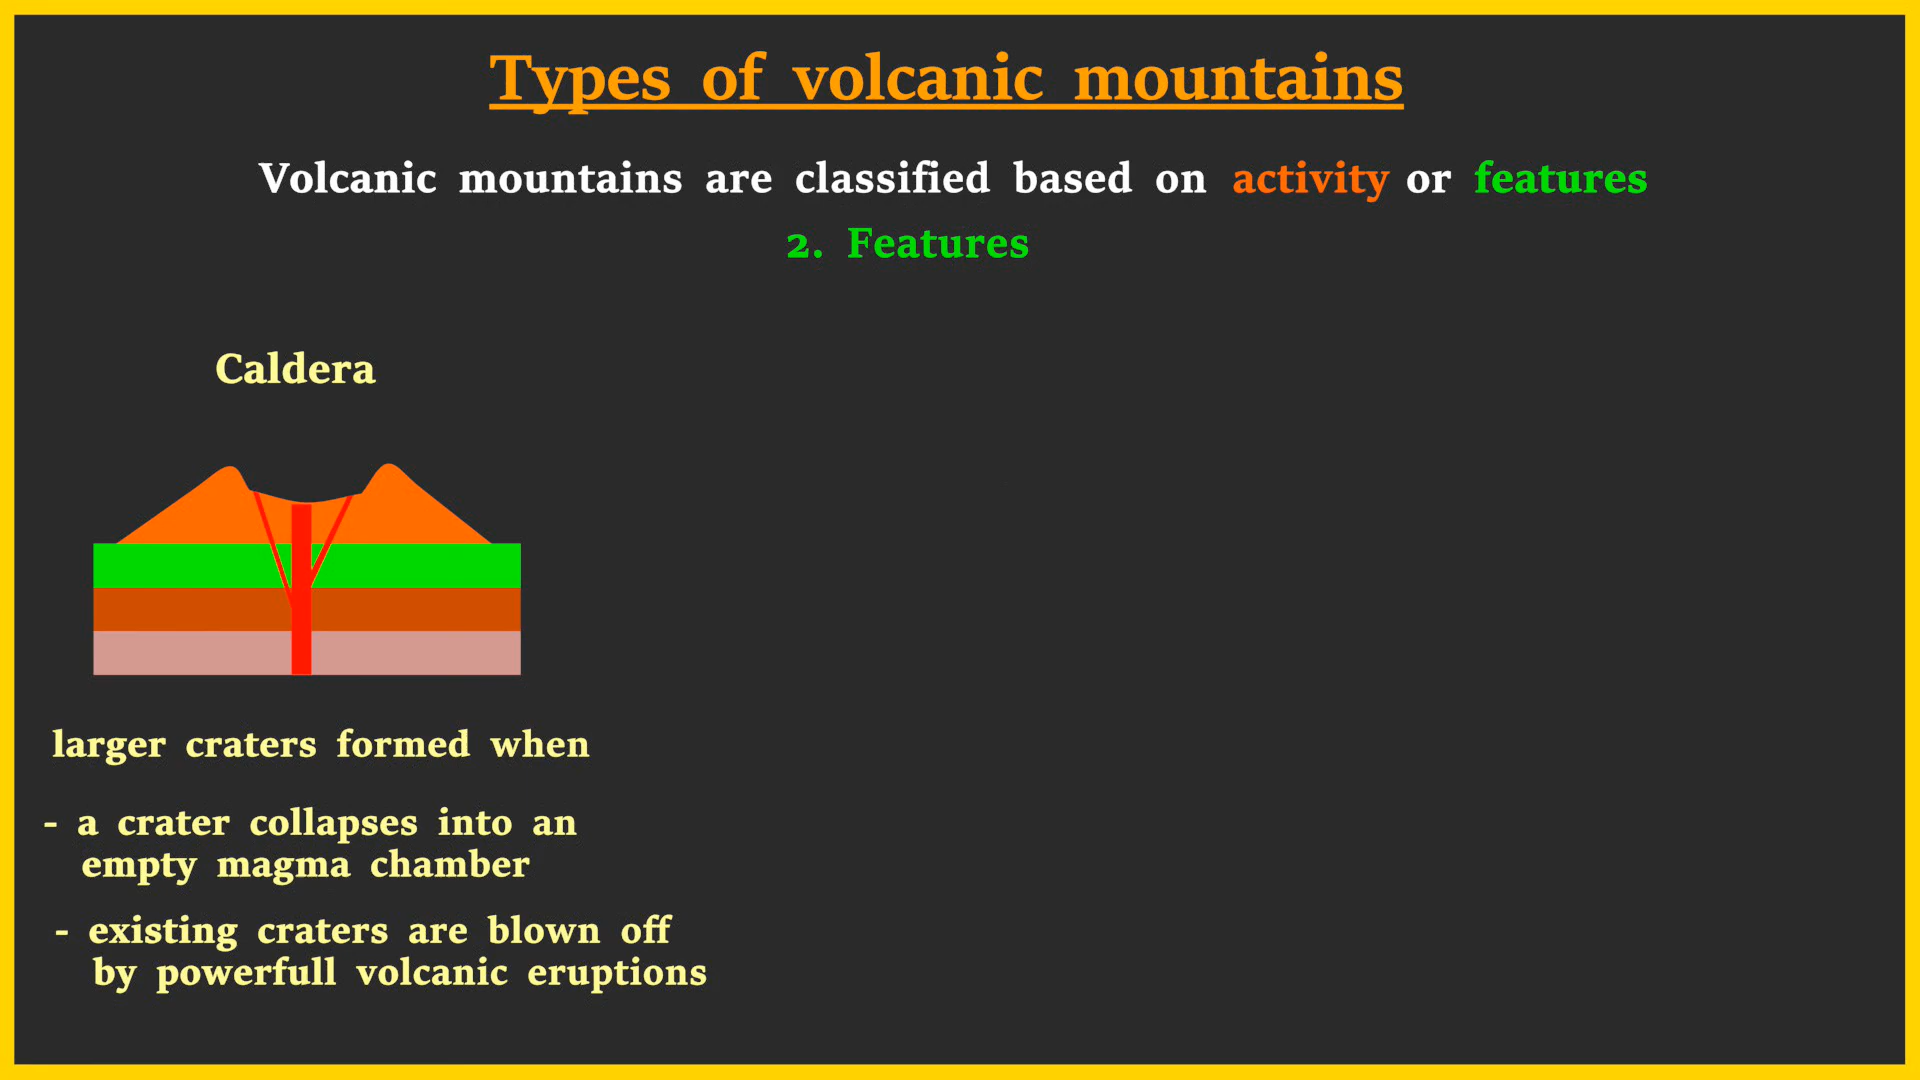 Types of volcanic mountains
Volcanic mountains are classified based on activity or features
2. Features
Caldera
larger craters formed when
- a crater collapses into an
empty magma chamber
- existing craters are blown off
by powerfull volcanic eruptions